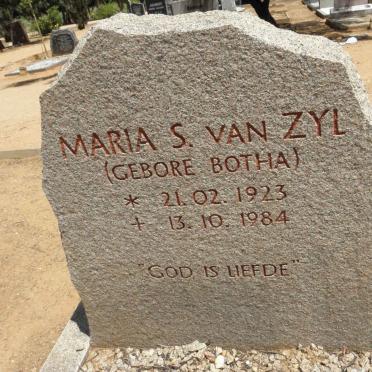 MARIA S. VAN ZYL
(GEBORE BOTHA)
* 21.02.1923
+ 13.10.1984
"GOD IS LIEFDE"